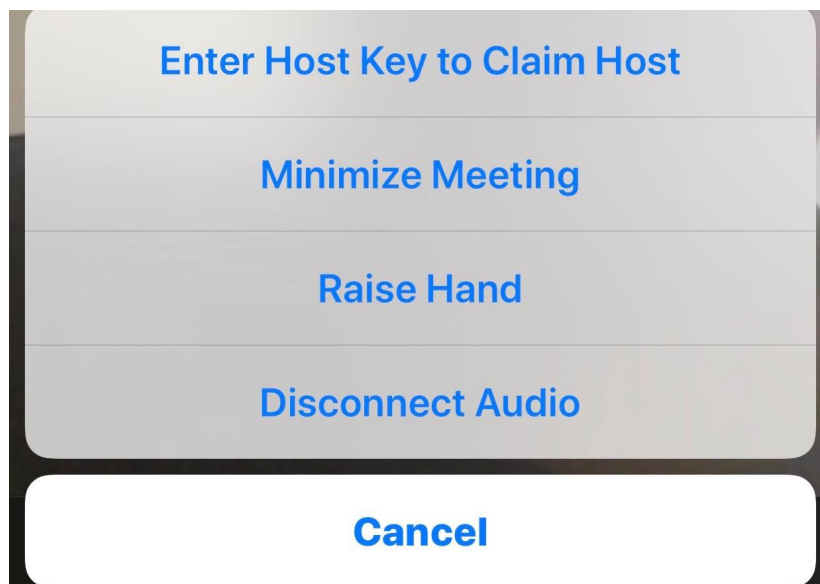 Enter Host Key to Claim Host
Minimize Meeting
Raise Hand
Disconnect Audio
Cancel